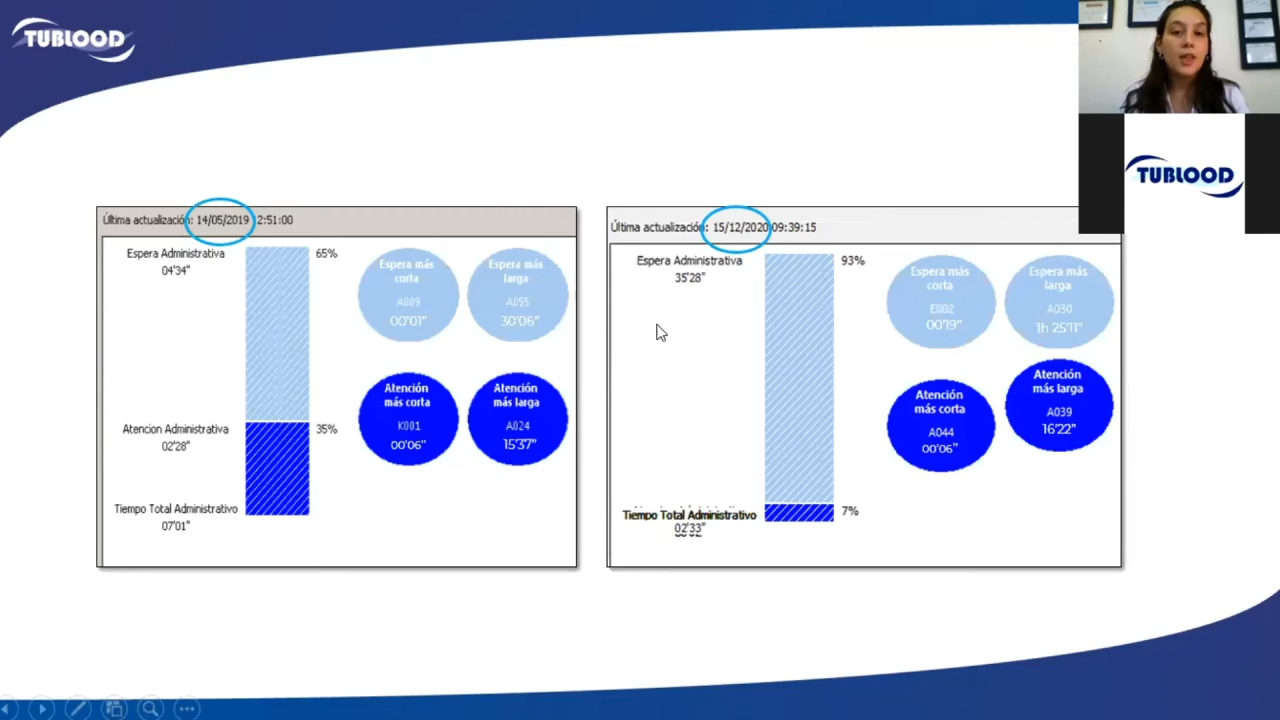 TUBLOOD
TUBLOOD
Última actualización: 14/05/2019 2:51:00
Espera Administrativa
04'34"
65%
Espera más
corta
A009
00'01"
Espera más
larga
A055
30'06"
Atencion Administrativa
02'28"
35%
Atención
más corta
K001
00'06"
Atención
más larga
A024
15'37"
Tiempo Total Administrativo
07'01"
Última actualización: 15/12/2020 09:39:15
Espera Administrativa
35'28"
93%
Espera más
corta
E002
00'19"
Espera más
larga
A030
1h 25'11"
Atención
más corta
A044
00'06"
Atención
más larga
A039
16'22"
Tiempo Total Administrativo
02'33"
7%